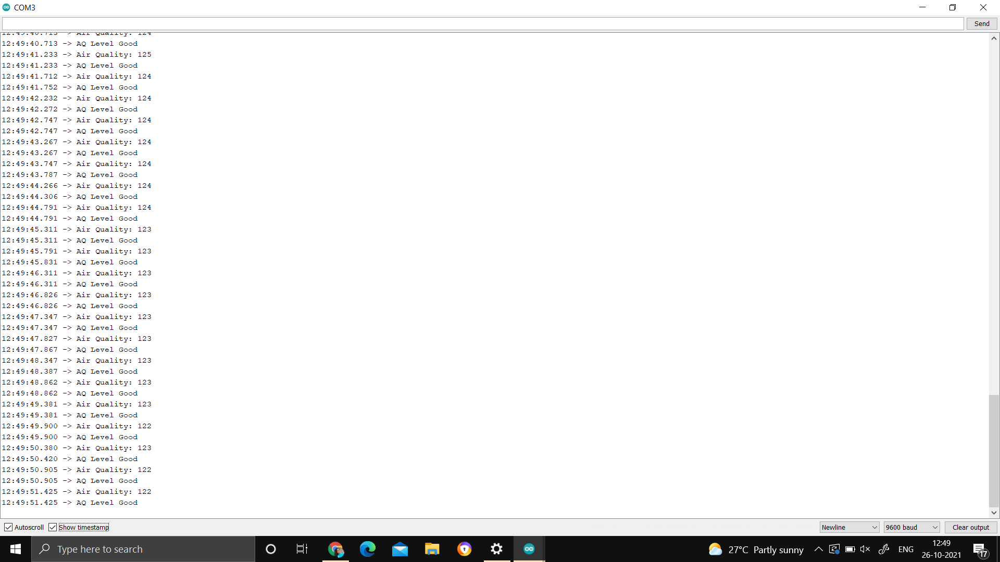 COM3
Send
12:49:40.713 -> Air Quality: 124
12:49:40.713 -> AQ Level Good
12:49:41.233 -> Air Quality: 125
12:49:41.233 -> AQ Level Good
12:49:41.712 -> Air Quality: 124
12:49:41.752 -> AQ Level Good
12:49:42.232 -> Air Quality: 124
12:49:42.272 -> AQ Level Good
12:49:42.747 -> Air Quality: 124
12:49:42.747 -> AQ Level Good
12:49:43.267 -> Air Quality: 124
12:49:43.267 -> AQ Level Good
12:49:43.747 -> Air Quality: 124
12:49:43.787 -> AQ Level Good
12:49:44.266 -> Air Quality: 124
12:49:44.306 -> AQ Level Good
12:49:44.791 -> Air Quality: 124
12:49:44.791 -> AQ Level Good
12:49:45.311 -> Air Quality: 123
12:49:45.311 -> AQ Level Good
12:49:45.791 -> Air Quality: 123
12:49:45.831 -> AQ Level Good
12:49:46.311 -> Air Quality: 123
12:49:46.311 -> AQ Level Good
12:49:46.826 -> Air Quality: 123
12:49:46.826 -> AQ Level Good
12:49:47.347 -> Air Quality: 123
12:49:47.347 -> AQ Level Good
12:49:47.827 -> Air Quality: 123
12:49:47.867 -> AQ Level Good
12:49:48.347 -> Air Quality: 123
12:49:48.387 -> AQ Level Good
12:49:48.862 -> Air Quality: 123
12:49:48.862 -> AQ Level Good
12:49:49.381 -> Air Quality: 123
12:49:49.381 -> AQ Level Good
12:49:49.900 -> Air Quality: 122
12:49:49.900 -> AQ Level Good
12:49:50.380 -> Air Quality: 123
12:49:50.420 -> AQ Level Good
12:49:50.905 -> Air Quality: 122
12:49:50.905 -> AQ Level Good
12:49:51.425 -> Air Quality: 122
12:49:51.425 -> AQ Level Good
Autoscroll Show timestamp Newline 9600 baud Clear output
Type here to search 27°C Partly sunny ENG 12:49
26-10-2021 17